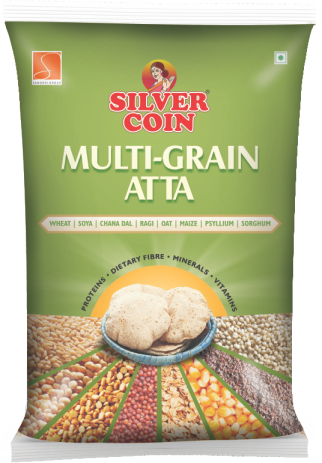 SILVER
COIN
MULTI-GRAIN
ATTA
WHEAT | SOYA | CHANA DAL | RAGI | OAT | MAIZE | PSYLLIUM | SORGHUM
PROTEINS • DIETARY FIBRE • MINERALS • VITAMINS